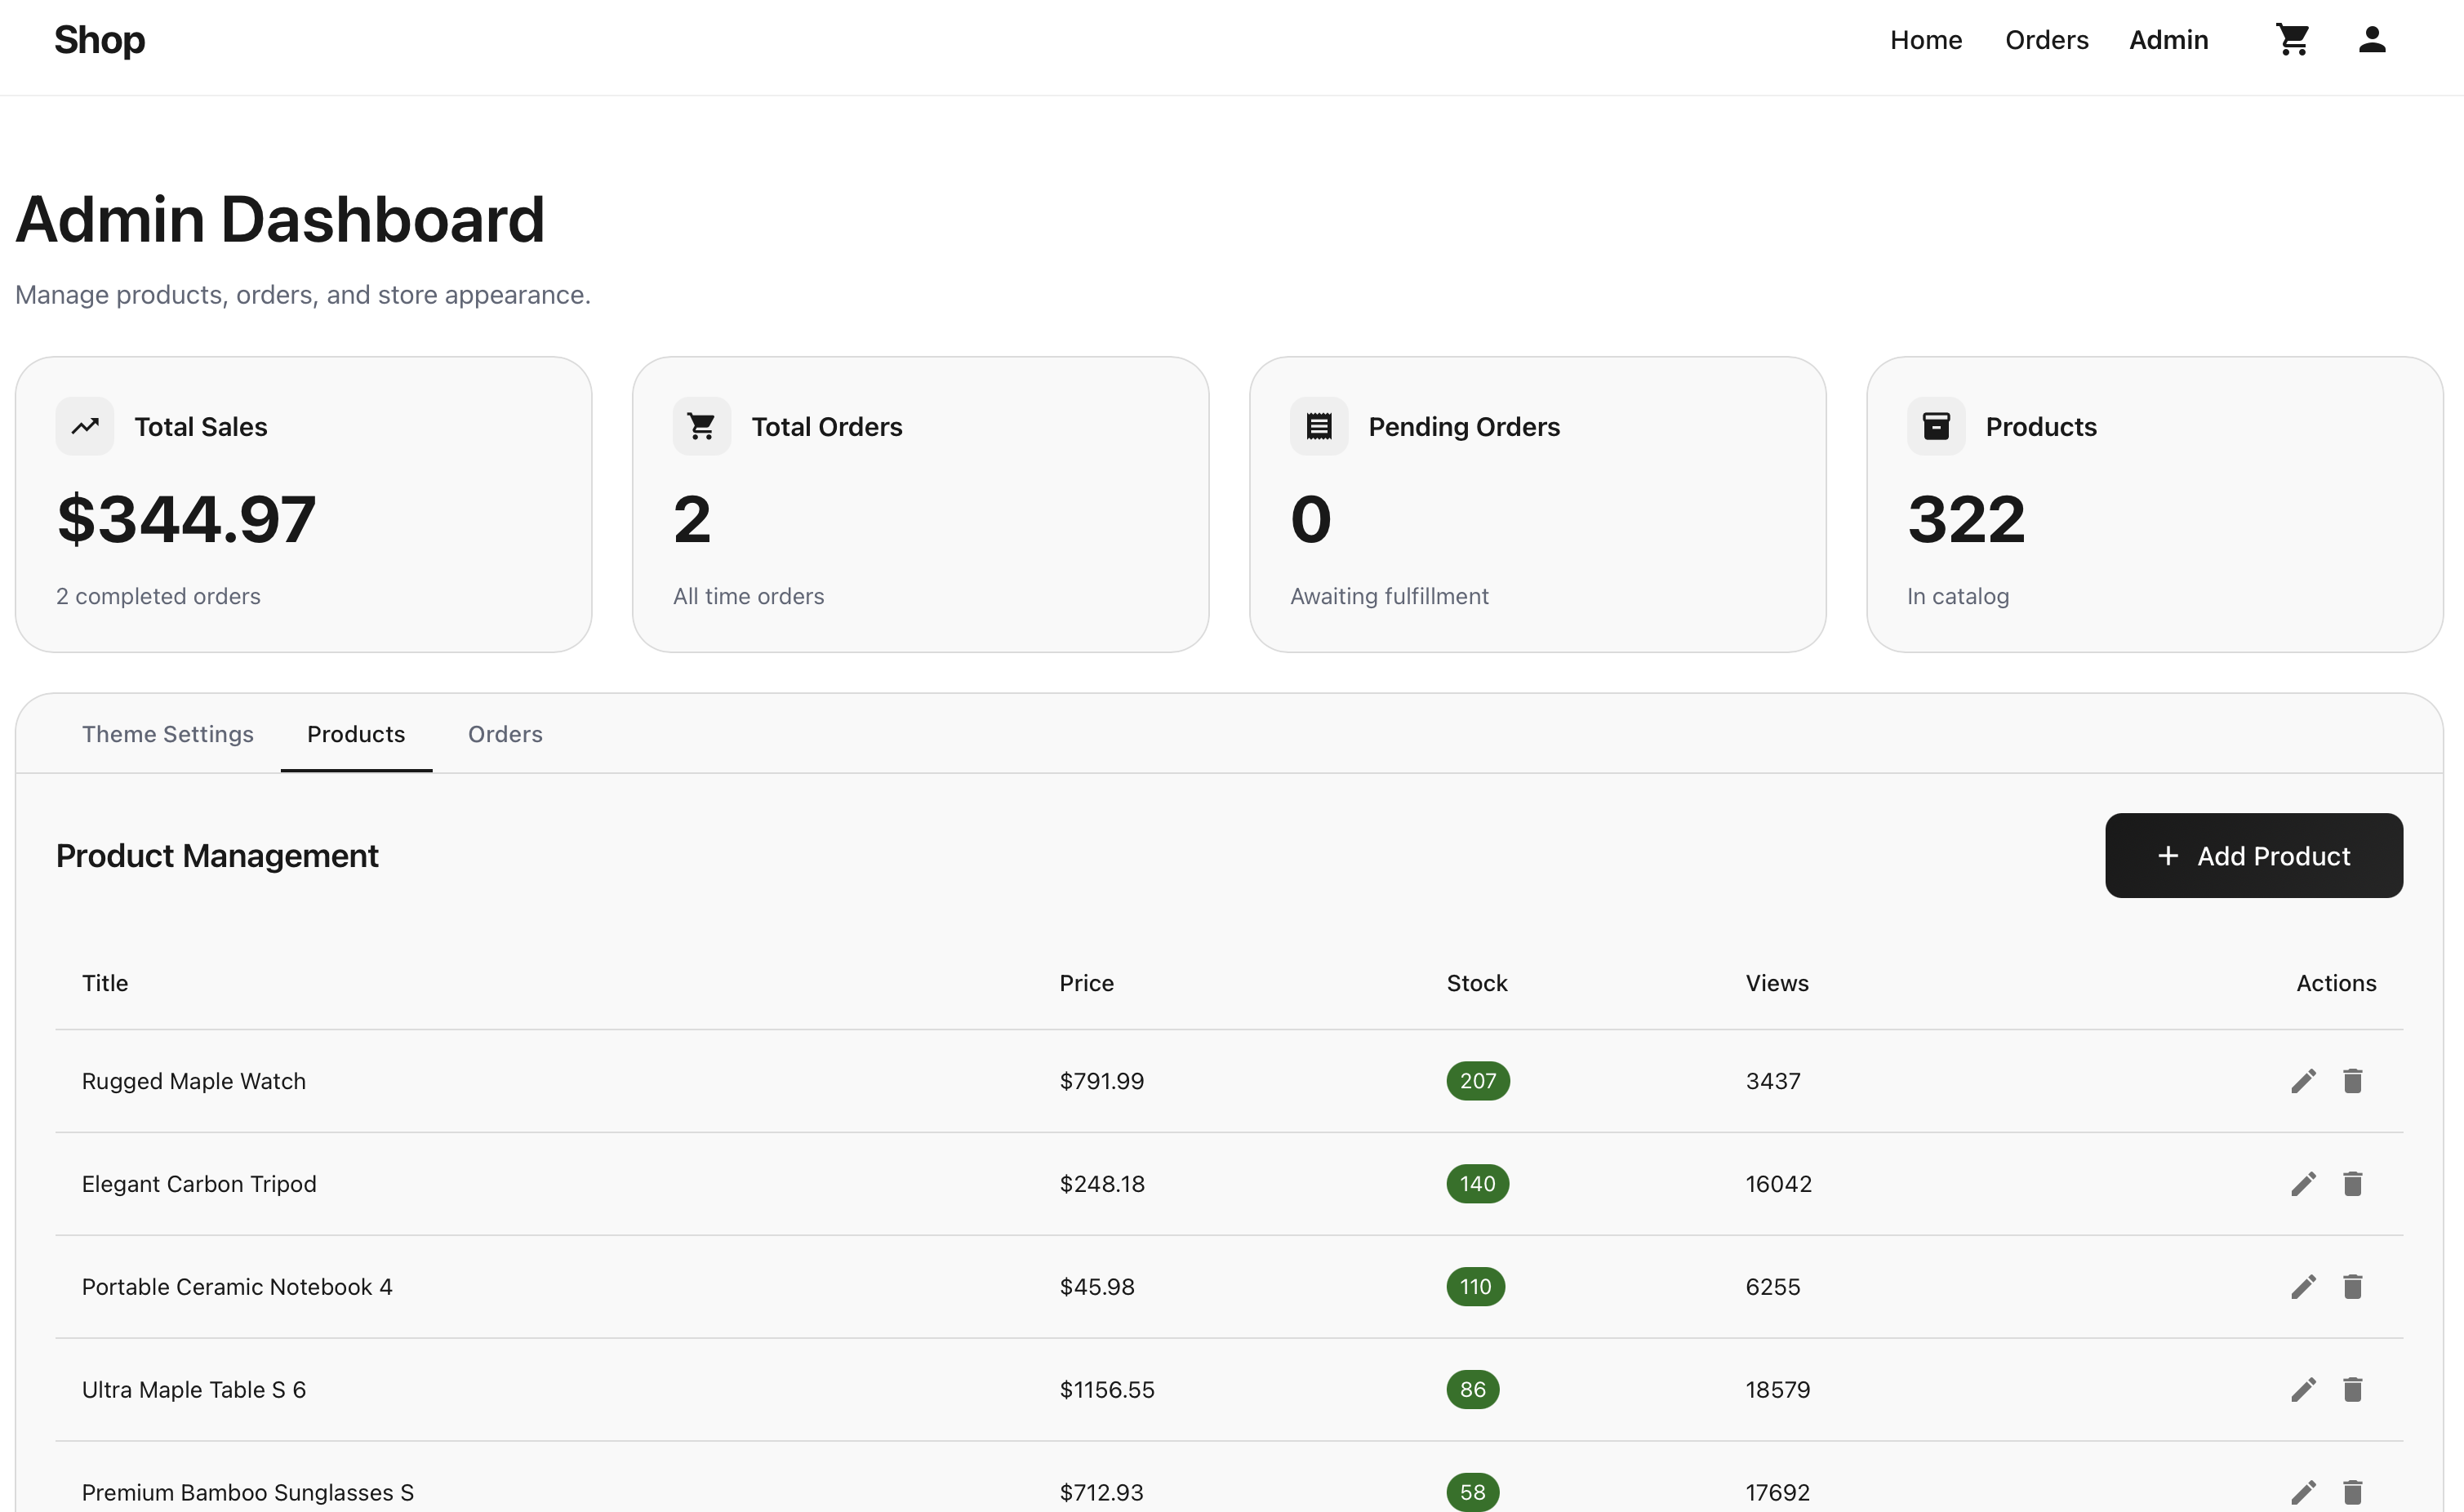 Shop
Home Orders Admin
Admin Dashboard
Manage products, orders, and store appearance.
Total Sales
$344.97
2 completed orders
Total Orders
2
All time orders
Pending Orders
0
Awaiting fulfillment
Products
322
In catalog
Theme Settings Products Orders
Product Management
+ Add Product
Title Price Stock Views Actions
Rugged Maple Watch $791.99 207 3437
Elegant Carbon Tripod $248.18 140 16042
Portable Ceramic Notebook 4 $45.98 110 6255
Ultra Maple Table S 6 $1156.55 86 18579
Premium Bamboo Sunglasses S $712.93 58 17692